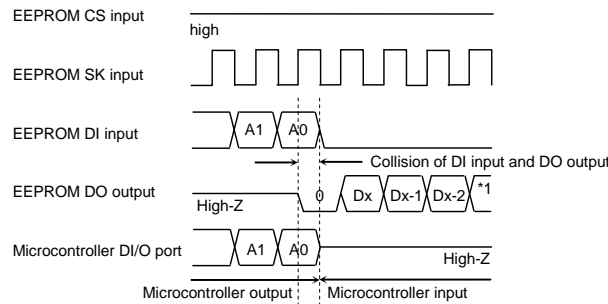 EEPROM CS input
high
EEPROM SK input
EEPROM DI input A1 A0
Collision of DI input and DO output
EEPROM DO output 0 Dx Dx-1 Dx-2 *1
High-Z
Microcontroller DI/O port A1 A0
High-Z
Microcontroller output Microcontroller input